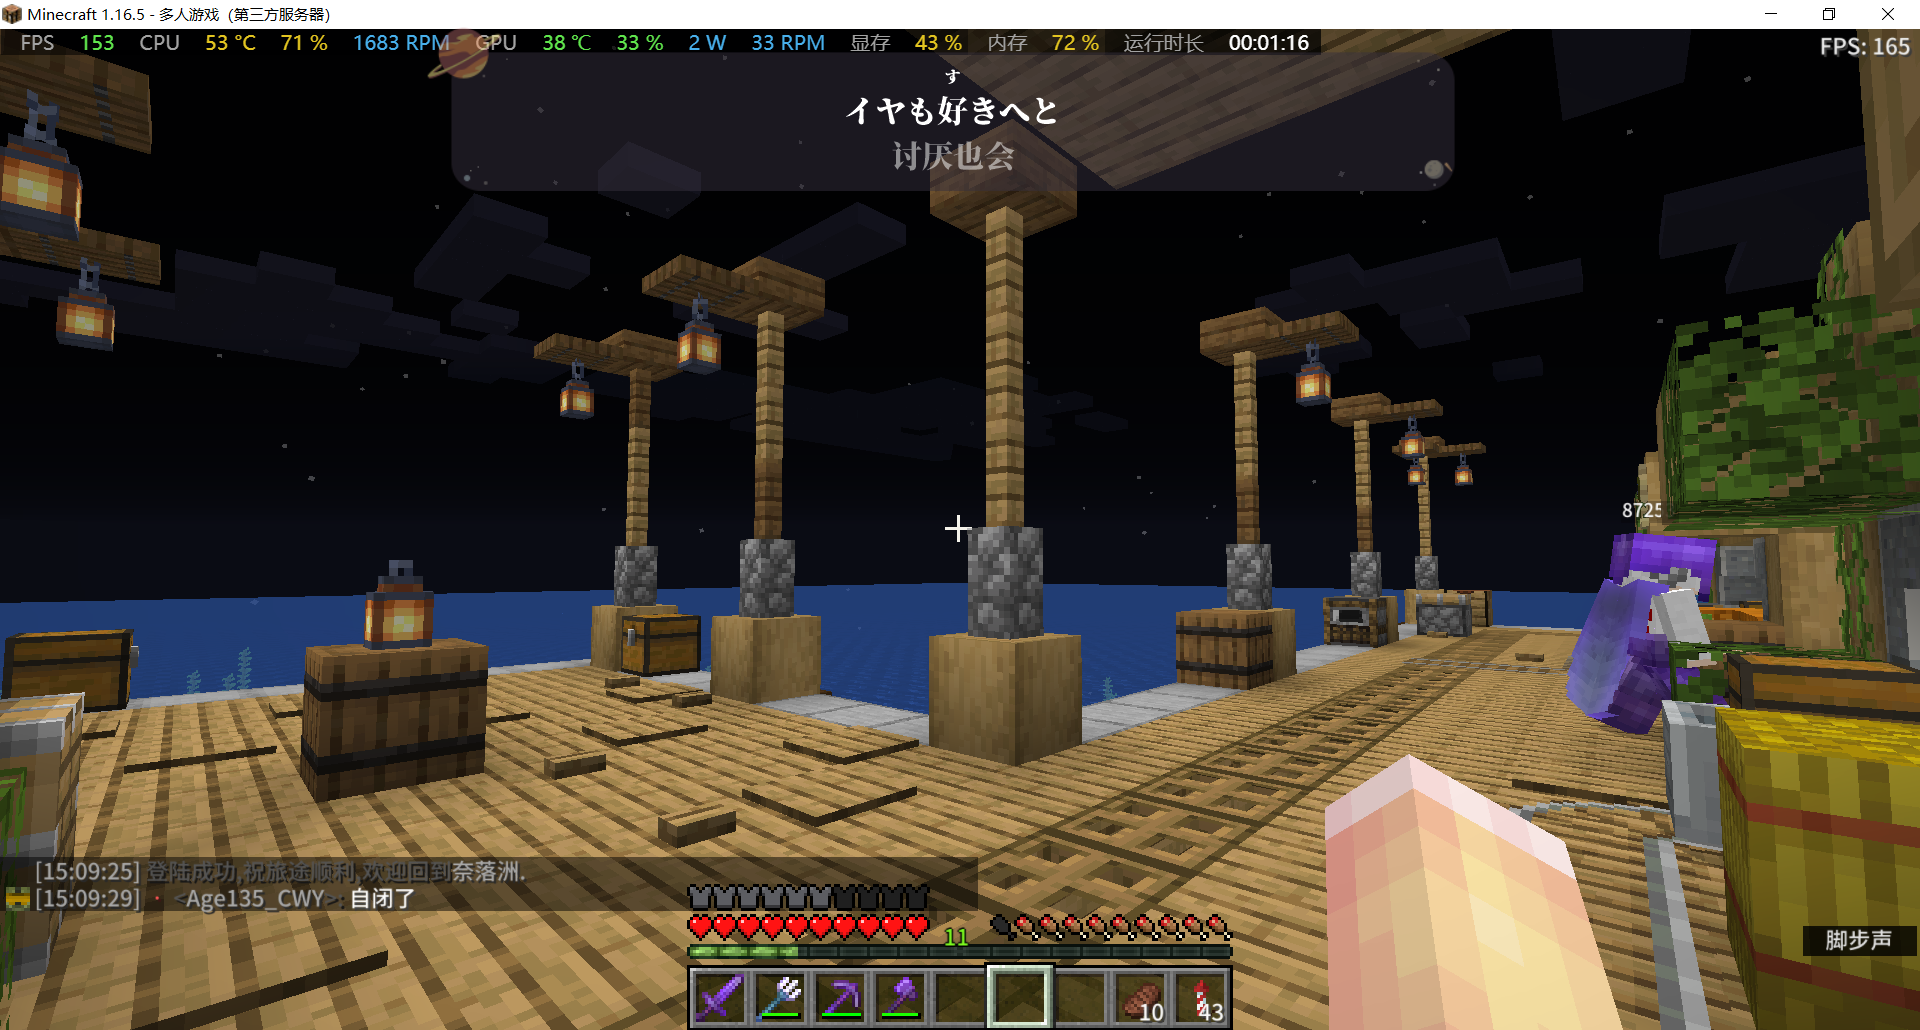 Minecraft 1.16.5 - 多人游戏（第三方服务器）
FPS 153 CPU 53 ℃ 71 % 1683 RPM GPU 38 ℃ 33 % 2 W 33 RPM 显存 43 % 内存 72 % 运行时长 00:01:16
FPS: 165
す
イヤも好きへと
讨厌也会
8725
[15:09:25] 登陆成功,祝旅途顺利,欢迎回到奈落洲.
[15:09:29] <Age135_CWY>: 自闭了
11
脚步声
10 43